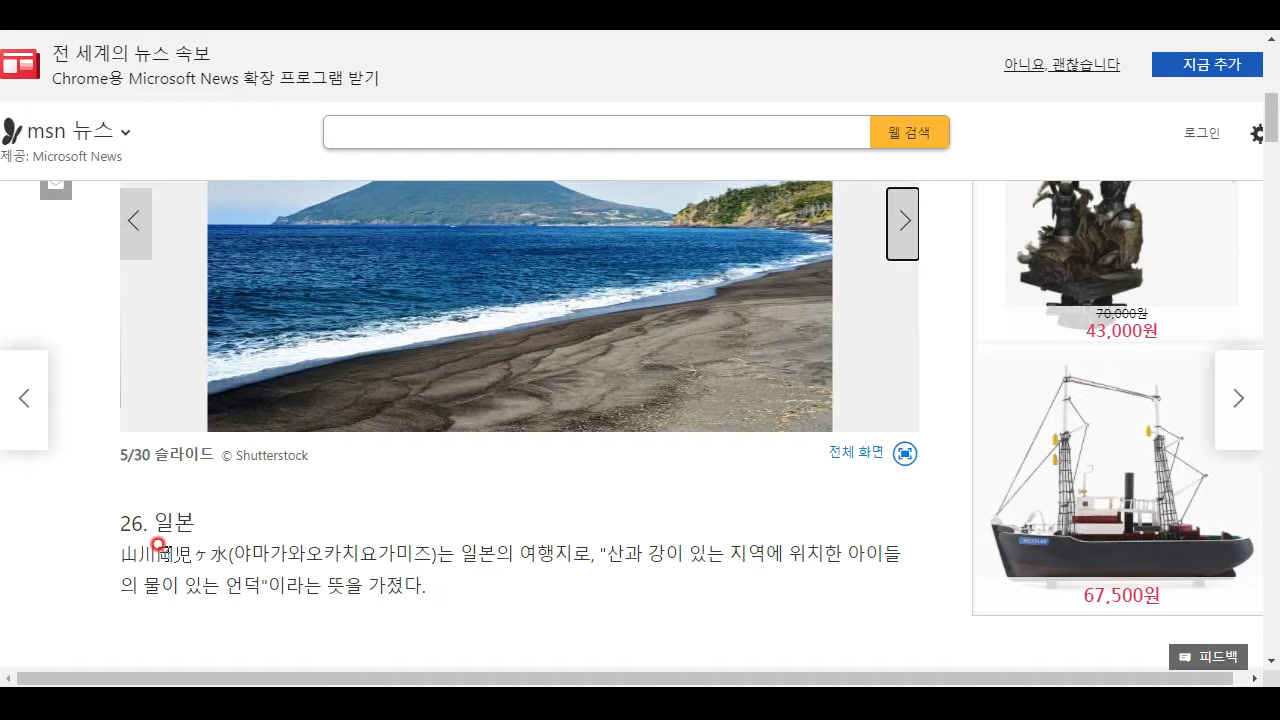 전 세계의 뉴스 속보
Chrome용 Microsoft News 확장 프로그램 받기
아니요, 괜찮습니다
지금 추가
msn 뉴스
제공: Microsoft News
웹 검색
로그인
70,000원
43,000원
5/30 슬라이드 © Shutterstock
전체 화면
26. 일본
山川岡児ヶ水(야마가와오카치요가미즈)는 일본의 여행지로, "산과 강이 있는 지역에 위치한 아이들
의 물이 있는 언덕"이라는 뜻을 가졌다.
67,500원
피드백